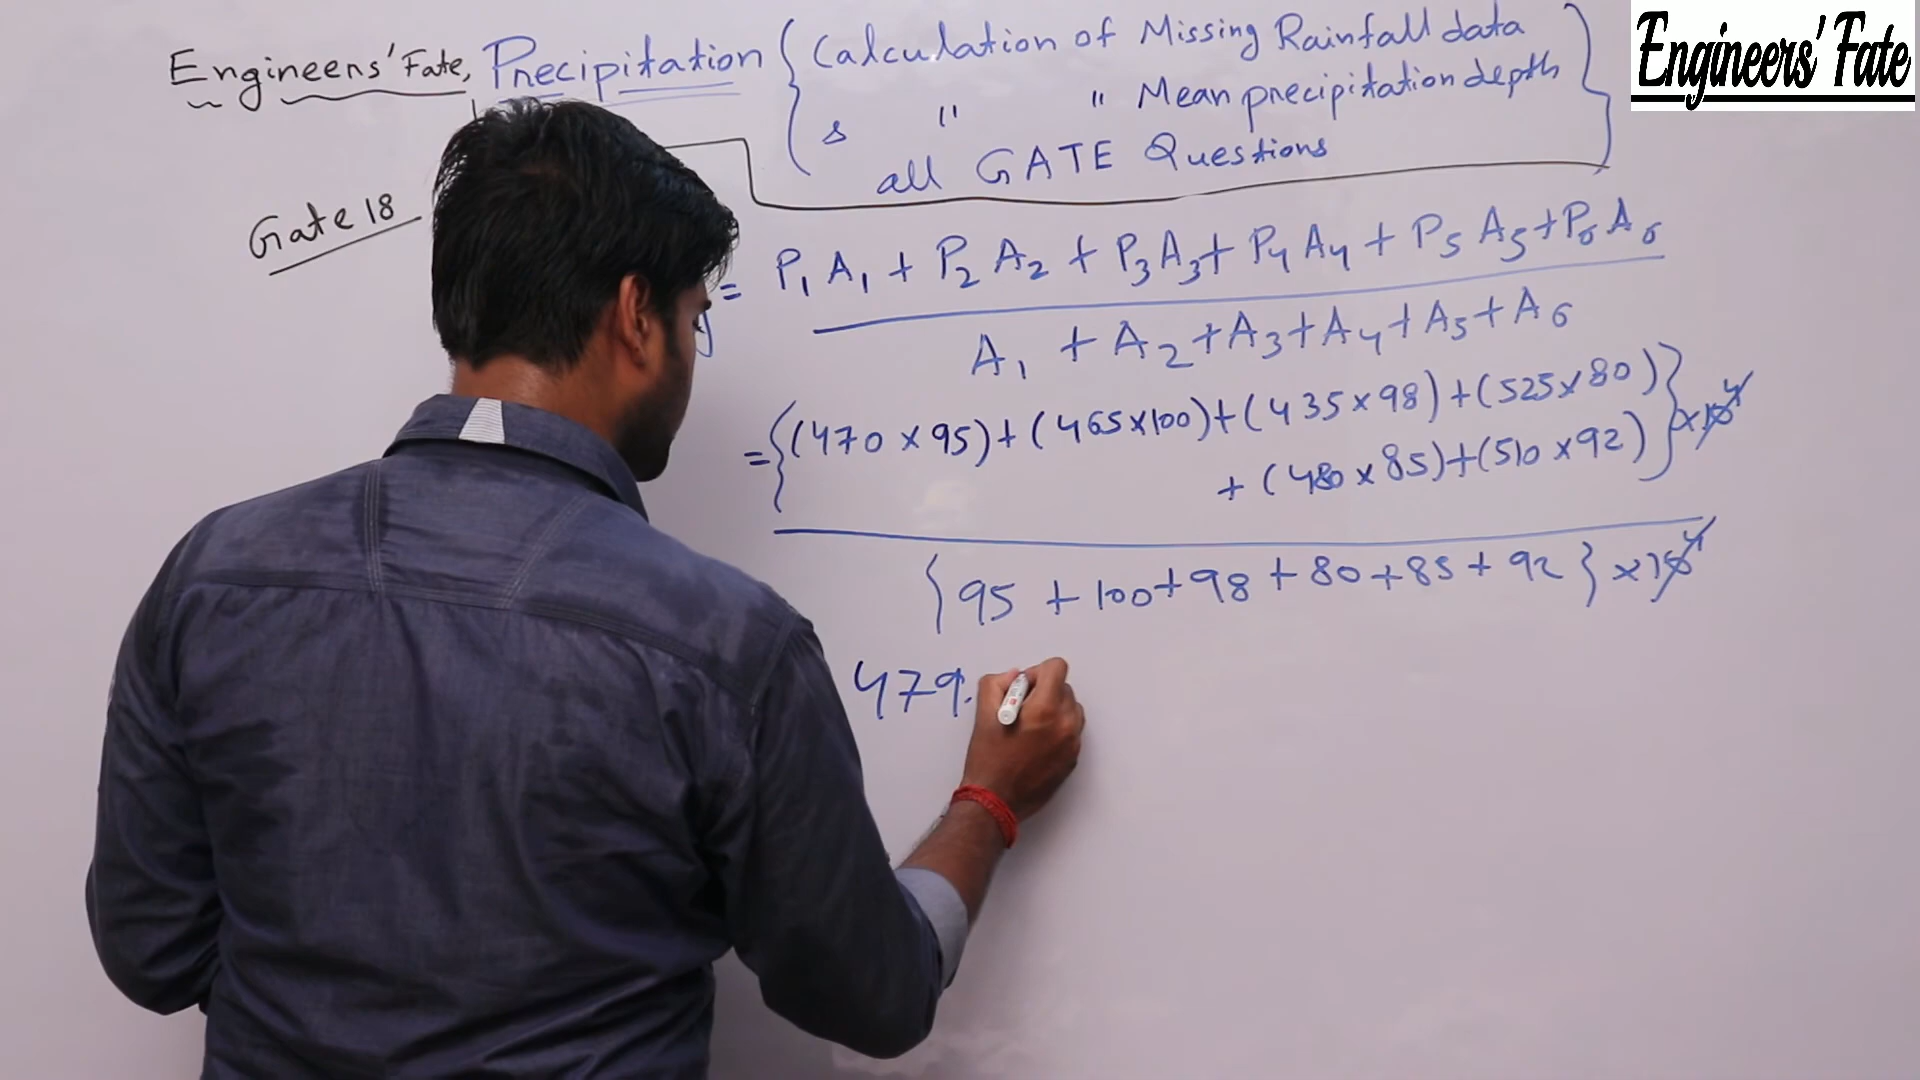 Engineers' Fate, Precipitation { Calculation of Missing Rainfall data
& " " Mean precipitation depth
all GATE Questions }
Engineers' Fate
Gate 18
= P₁A₁ + P₂A₂ + P₃A₃ + P₄A₄ + P₅A₅ + P₆A₆
A₁ + A₂ + A₃ + A₄ + A₅ + A₆
= {(470 × 95) + (465×100) + (435×98) + (525×80)
+ (480×85) + (510×92)} ×10⁴
{95 + 100 + 98 + 80 + 85 + 92} ×10⁴
479.